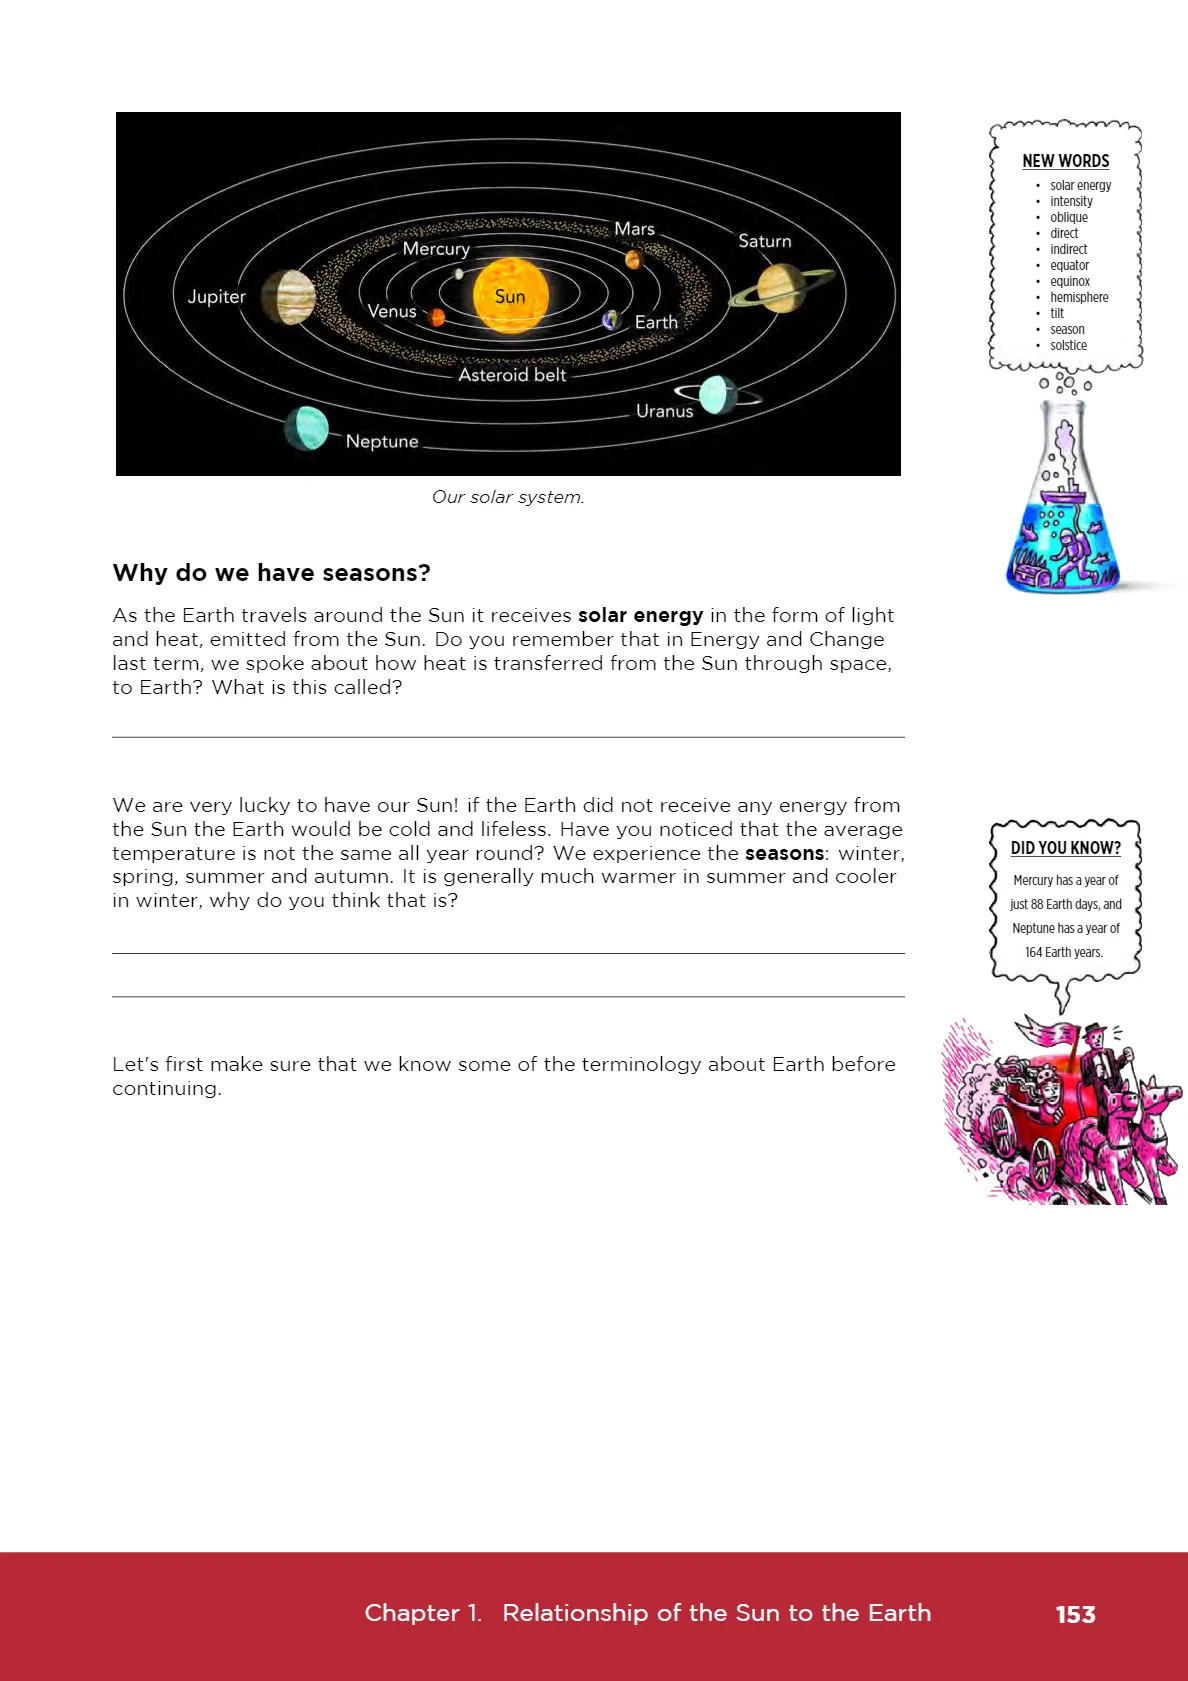 Mars
Mercury
Saturn
Jupiter
Sun
Venus
Earth
Asteroid belt
Uranus
Neptune
Our solar system.
NEW WORDS
• solar energy
• intensity
• oblique
• direct
• indirect
• equator
• equinox
• hemisphere
• tilt
• season
• solstice
Why do we have seasons?
As the Earth travels around the Sun it receives solar energy in the form of light
and heat, emitted from the Sun. Do you remember that in Energy and Change
last term, we spoke about how heat is transferred from the Sun through space,
to Earth? What is this called?
We are very lucky to have our Sun! if the Earth did not receive any energy from
the Sun the Earth would be cold and lifeless. Have you noticed that the average
temperature is not the same all year round? We experience the seasons: winter,
spring, summer and autumn. It is generally much warmer in summer and cooler
in winter, why do you think that is?
DID YOU KNOW?
Mercury has a year of
just 88 Earth days, and
Neptune has a year of
164 Earth years.
Let's first make sure that we know some of the terminology about Earth before
continuing.
Chapter 1. Relationship of the Sun to the Earth 153